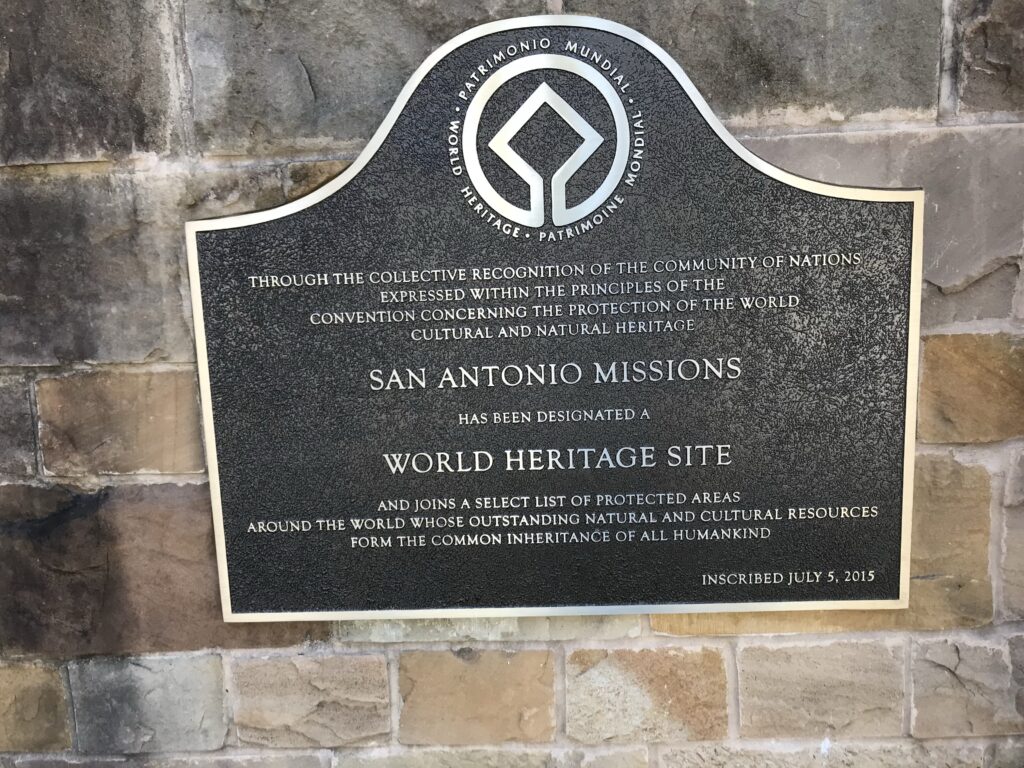 WORLD HERITAGE • PATRIMONIO MUNDIAL • PATRIMOINE MONDIAL •
THROUGH THE COLLECTIVE RECOGNITION OF THE COMMUNITY OF NATIONS
EXPRESSED WITHIN THE PRINCIPLES OF THE
CONVENTION CONCERNING THE PROTECTION OF THE WORLD
CULTURAL AND NATURAL HERITAGE
SAN ANTONIO MISSIONS
HAS BEEN DESIGNATED A
WORLD HERITAGE SITE
AND JOINS A SELECT LIST OF PROTECTED AREAS
AROUND THE WORLD WHOSE OUTSTANDING NATURAL AND CULTURAL RESOURCES
FORM THE COMMON INHERITANCE OF ALL HUMANKIND
INSCRIBED JULY 5, 2015